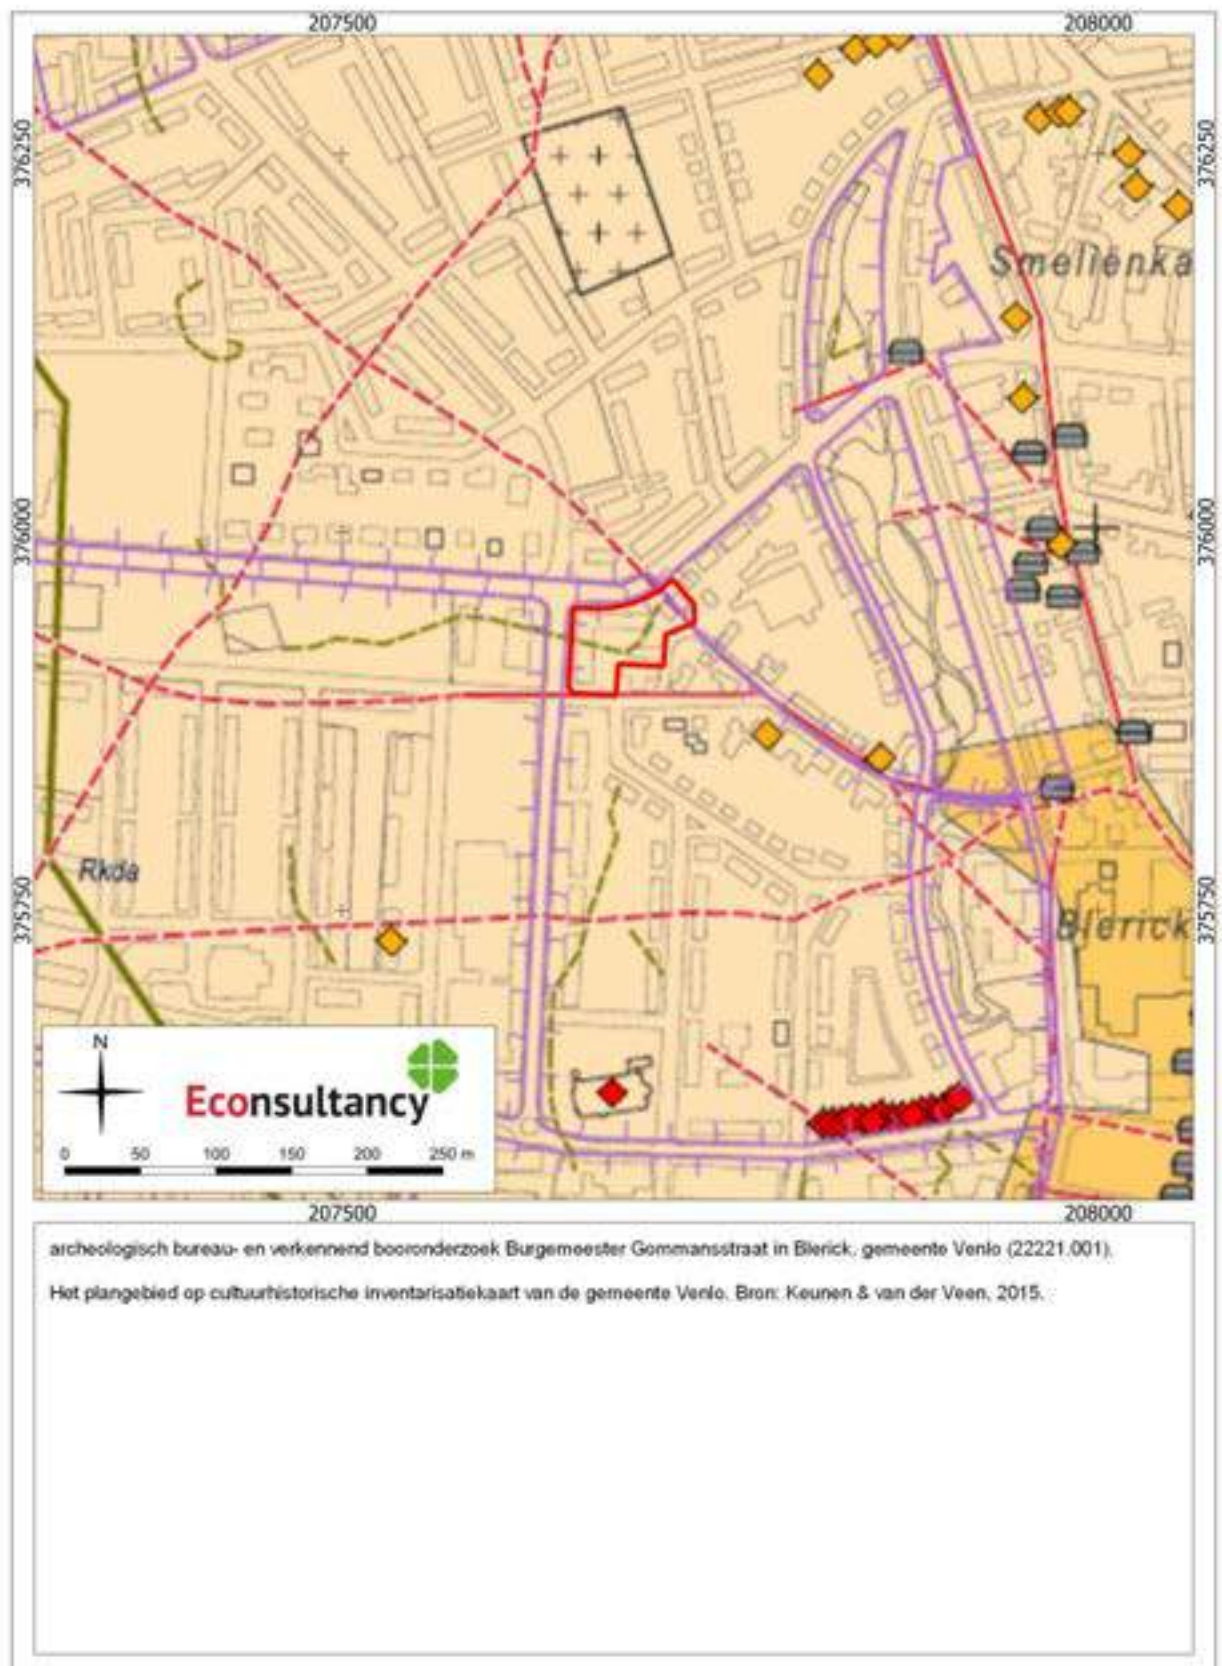 207500 208000
376250 376250
Smeliënka
376000 376000
Rkda
375750 375750
Blerick
N
Econsultancy
0 50 100 150 200 250 m
207500 208000
archeologisch bureau- en verkennend booronderzoek Burgemeester Gommansstraat in Blerick, gemeente Venlo (22221.001).
Het plangebied op cultuurhistorische inventarisatiekaart van de gemeente Venlo. Bron: Keunen & van der Veen, 2015.